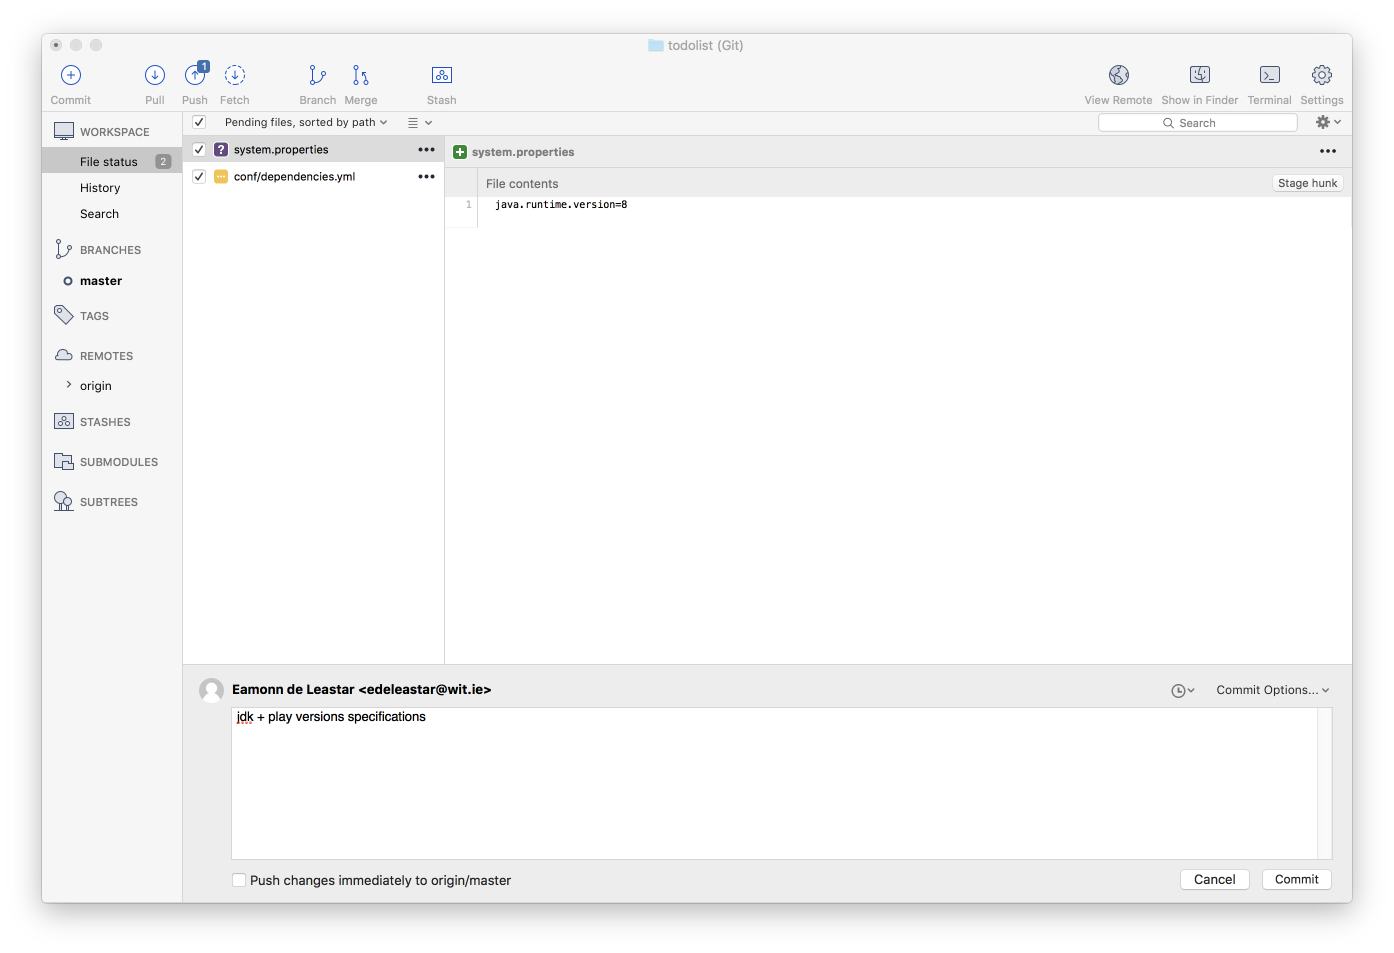 todolist (Git)
1
Commit Pull Push Fetch Branch Merge Stash View Remote Show in Finder Terminal Settings
Pending files, sorted by path Search
WORKSPACE
File status 2
History
Search
BRANCHES
master
TAGS
REMOTES
origin
STASHES
SUBMODULES
SUBTREES
? system.properties •••
conf/dependencies.yml •••
system.properties •••
File contents Stage hunk
1 java.runtime.version=8
Eamonn de Leastar <edeleastar@wit.ie> Commit Options...
jdk + play versions specifications
Push changes immediately to origin/master Cancel Commit